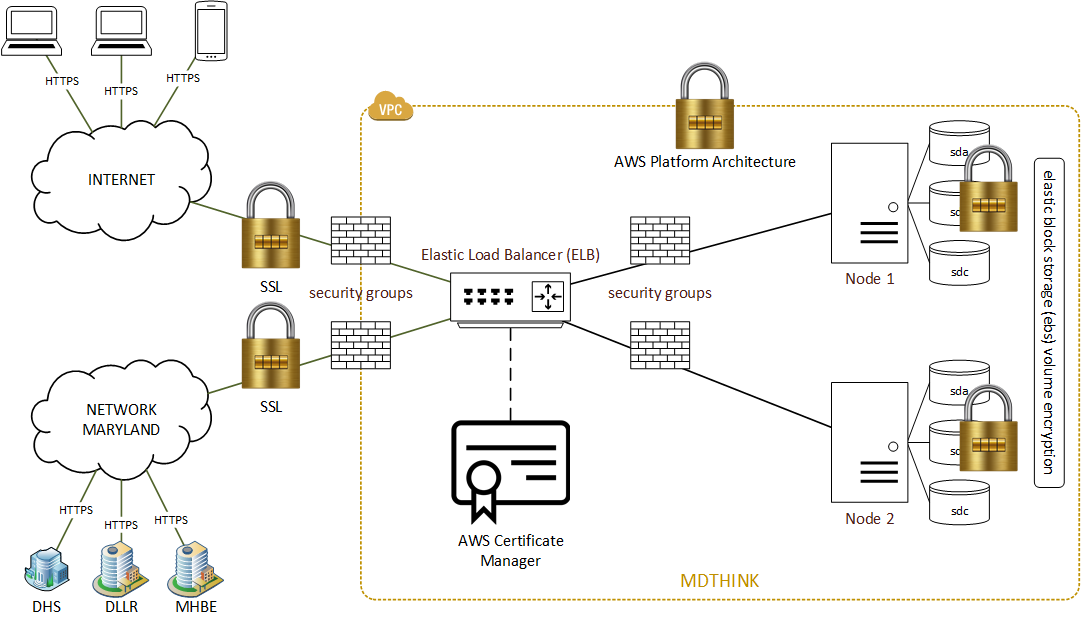 HTTPS
HTTPS
HTTPS
VPC
AWS Platform Architecture
INTERNET
SSL
security groups
Elastic Load Balancer (ELB)
security groups
sda
sdc
Node 1
elastic block storage (ebs) volume encryption
NETWORK
MARYLAND
SSL
sda
sdc
Node 2
HTTPS
HTTPS
HTTPS
DHS
DLLR
MHBE
AWS Certificate
Manager
MDTHINK